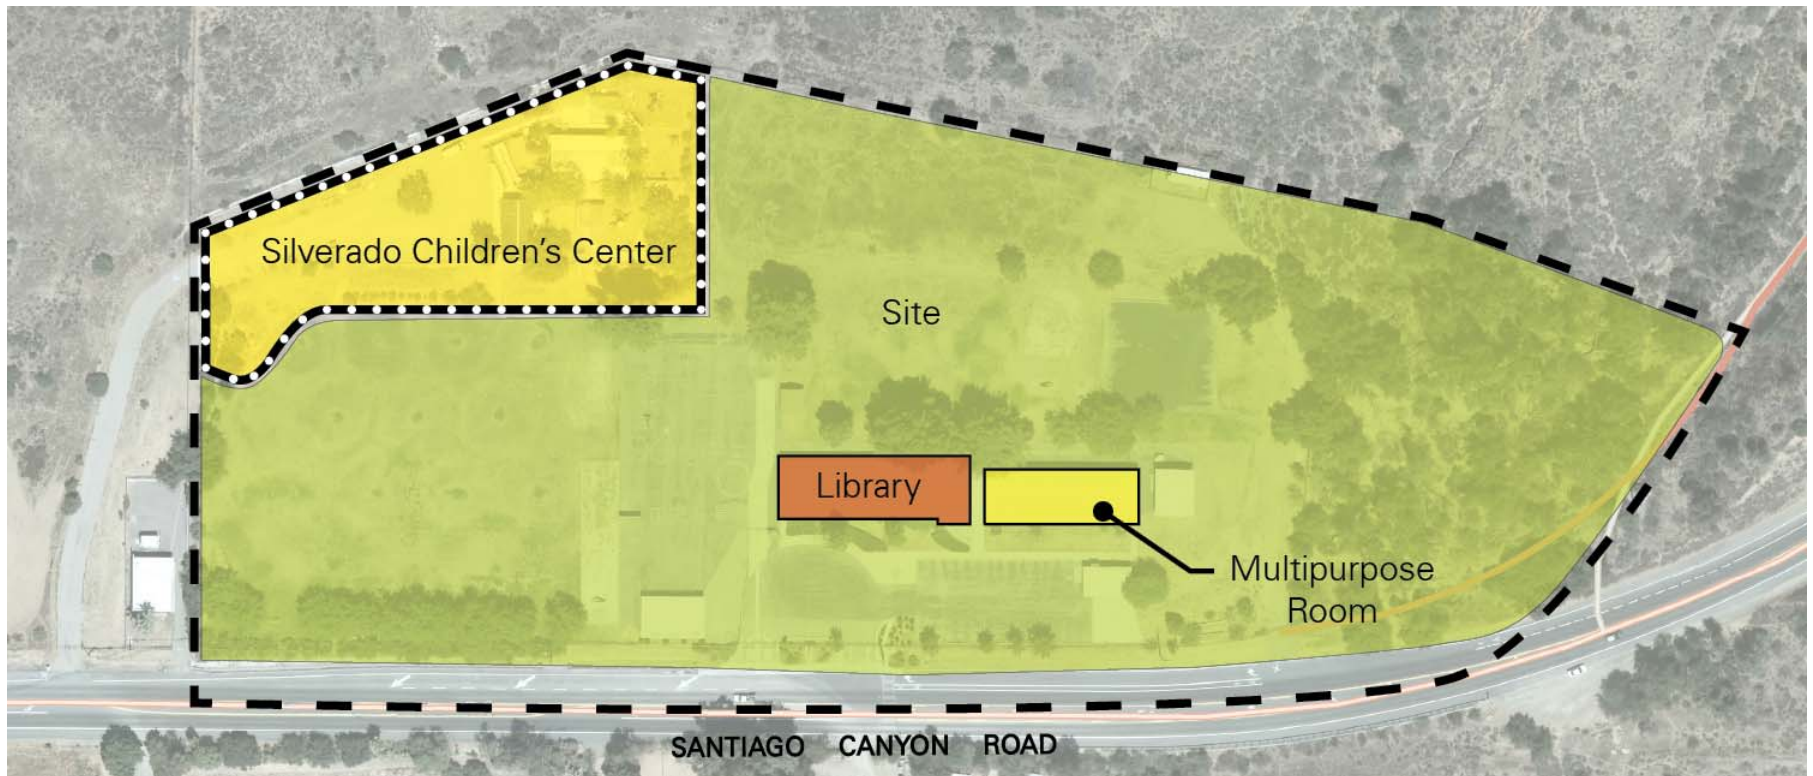 Silverado Children's Center
Site
Library
Multipurpose
Room
SANTIAGO CANYON ROAD